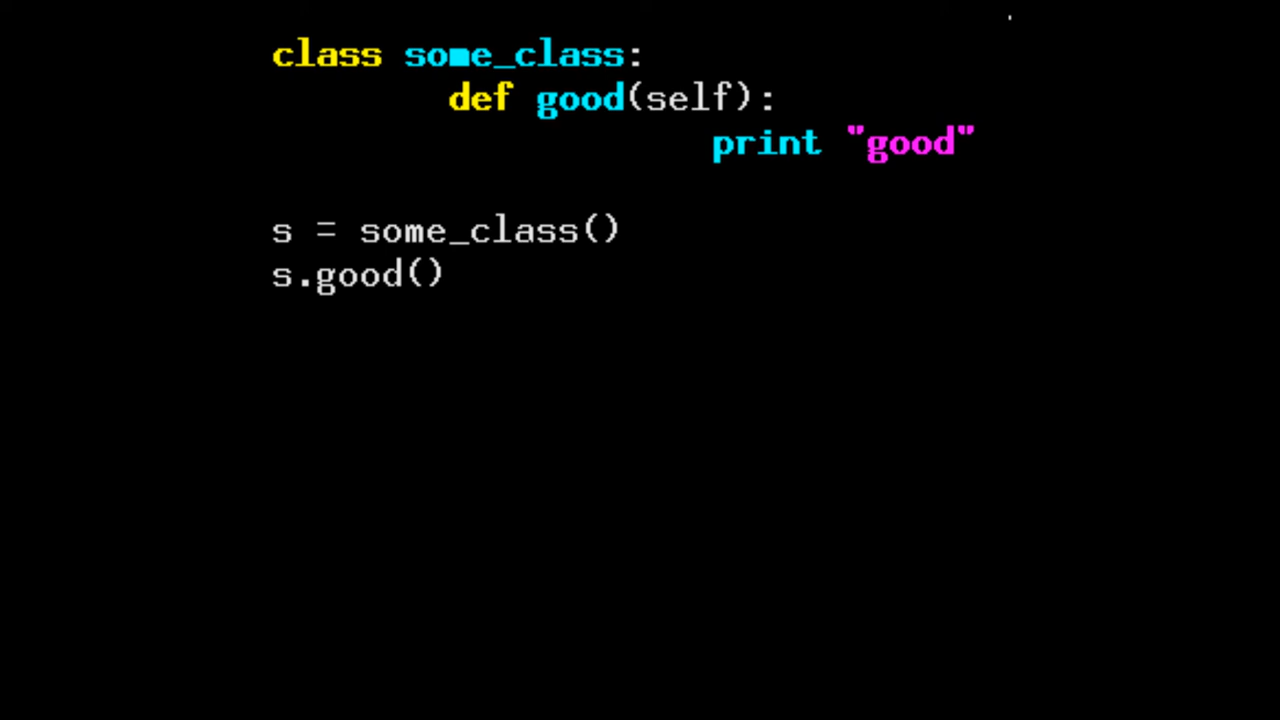 class some_class:
        def good(self):
                    print "good"

s = some_class()
s.good()